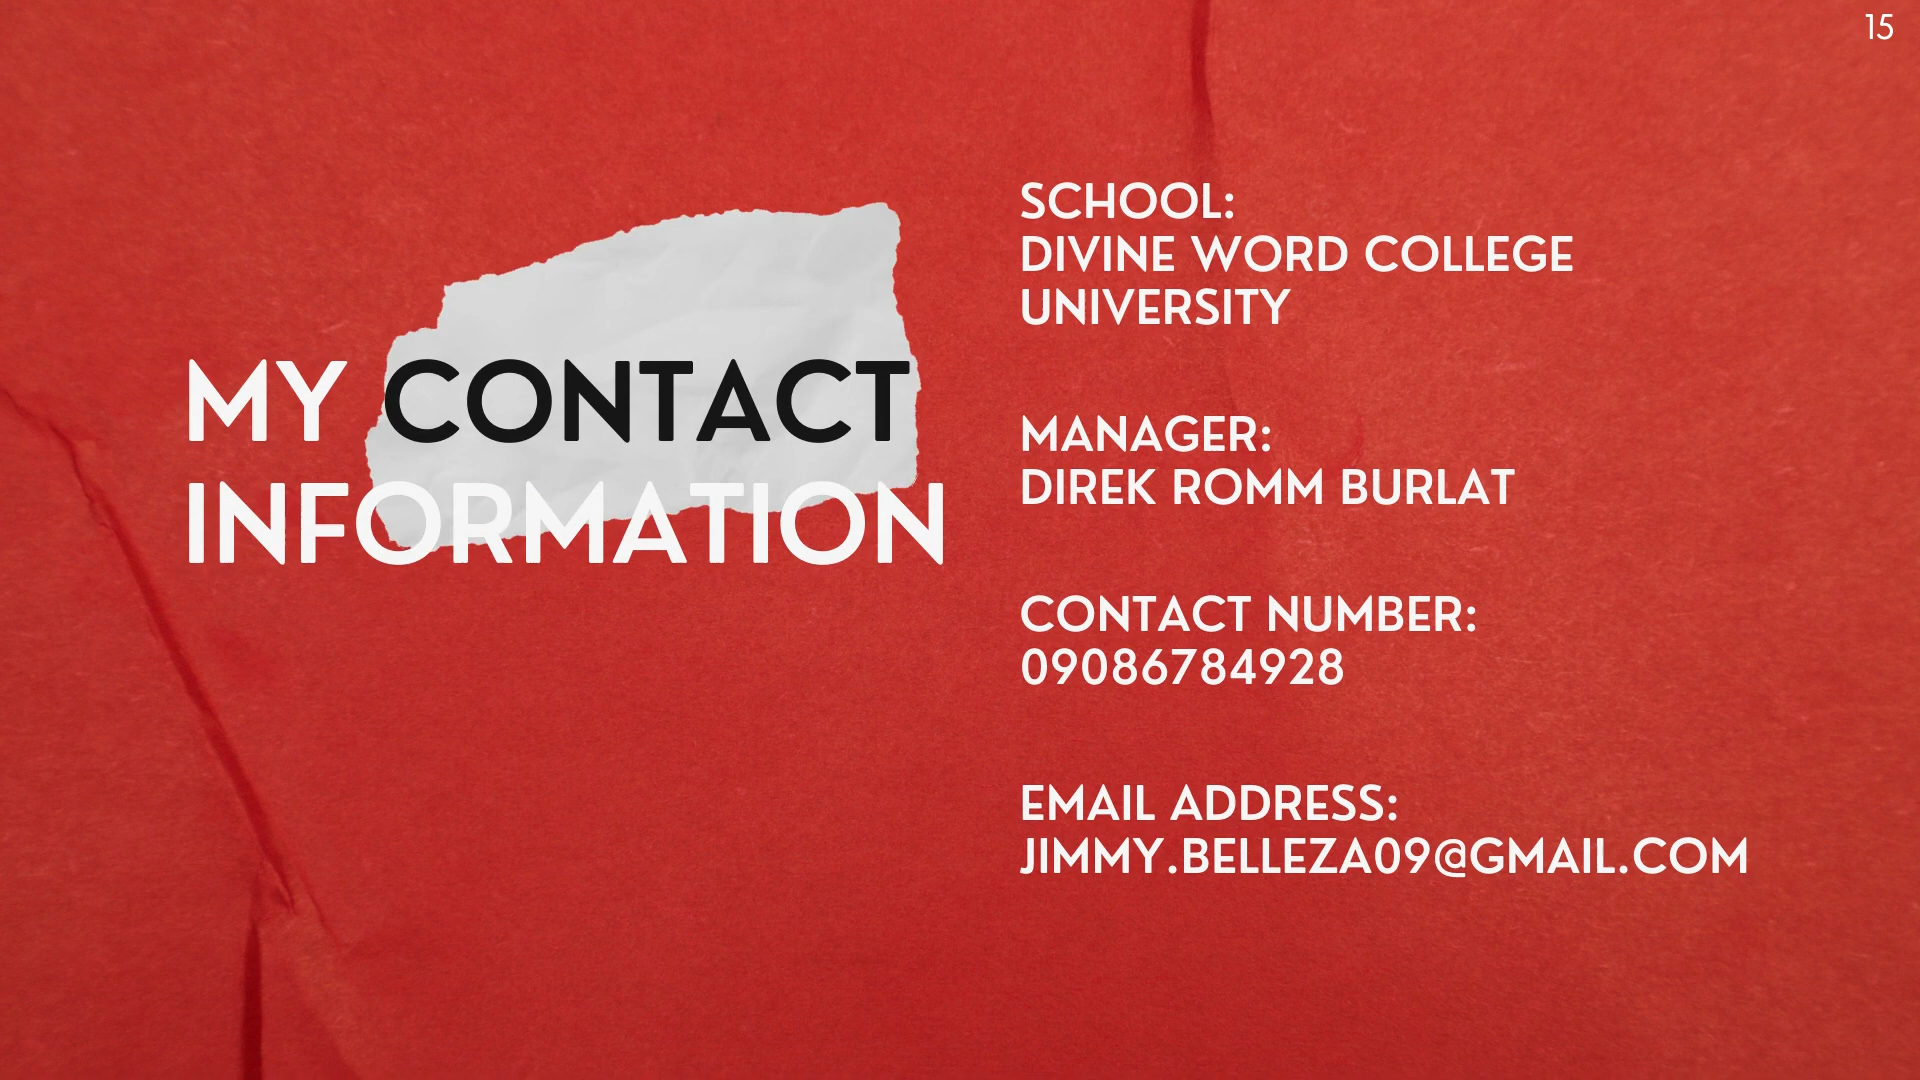 15
MY CONTACT
INFORMATION
SCHOOL:
DIVINE WORD COLLEGE
UNIVERSITY
MANAGER:
DIREK ROMM BURLAT
CONTACT NUMBER:
09086784928
EMAIL ADDRESS:
JIMMY.BELLEZA09@GMAIL.COM